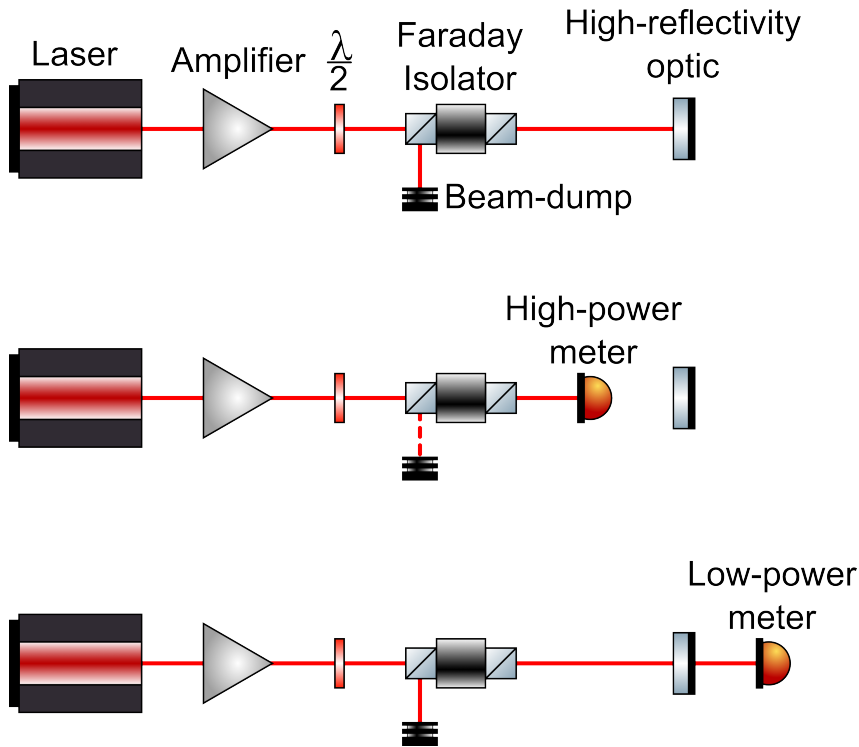 Laser
Amplifier
λ
2
Faraday
Isolator
High-reflectivity
optic
Beam-dump
High-power
meter
Low-power
meter